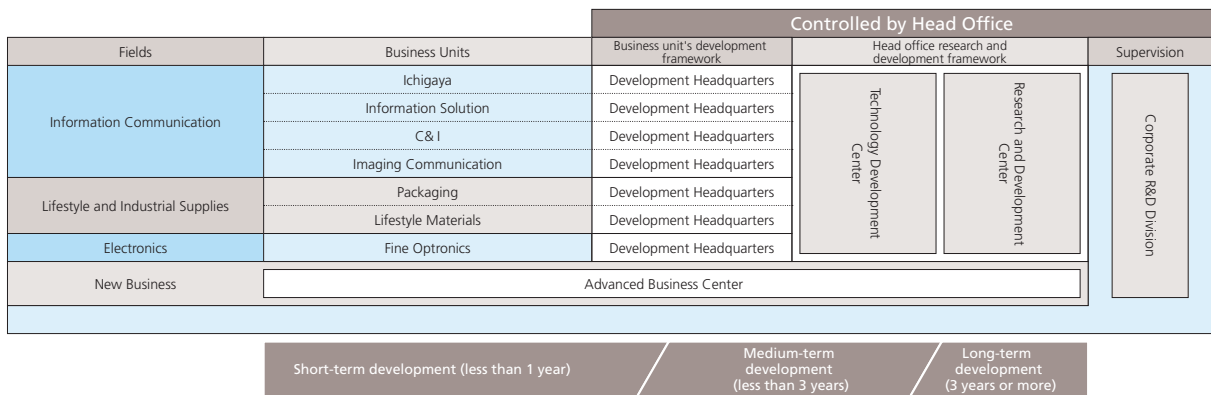 Controlled by Head Office
Fields
Business Units
Business unit's development
framework
Head office research and
development framework
Supervision
Information Communication
Ichigaya
Development Headquarters
Information Solution
Development Headquarters
C& I
Development Headquarters
Imaging Communication
Development Headquarters
Lifestyle and Industrial Supplies
Packaging
Development Headquarters
Lifestyle Materials
Development Headquarters
Electronics
Fine Optronics
Development Headquarters
Technology Development
Center
Research and Development
Center
Corporate R&D Division
New Business
Advanced Business Center
Short-term development (less than 1 year)
Medium-term
development
(less than 3 years)
Long-term
development
(3 years or more)